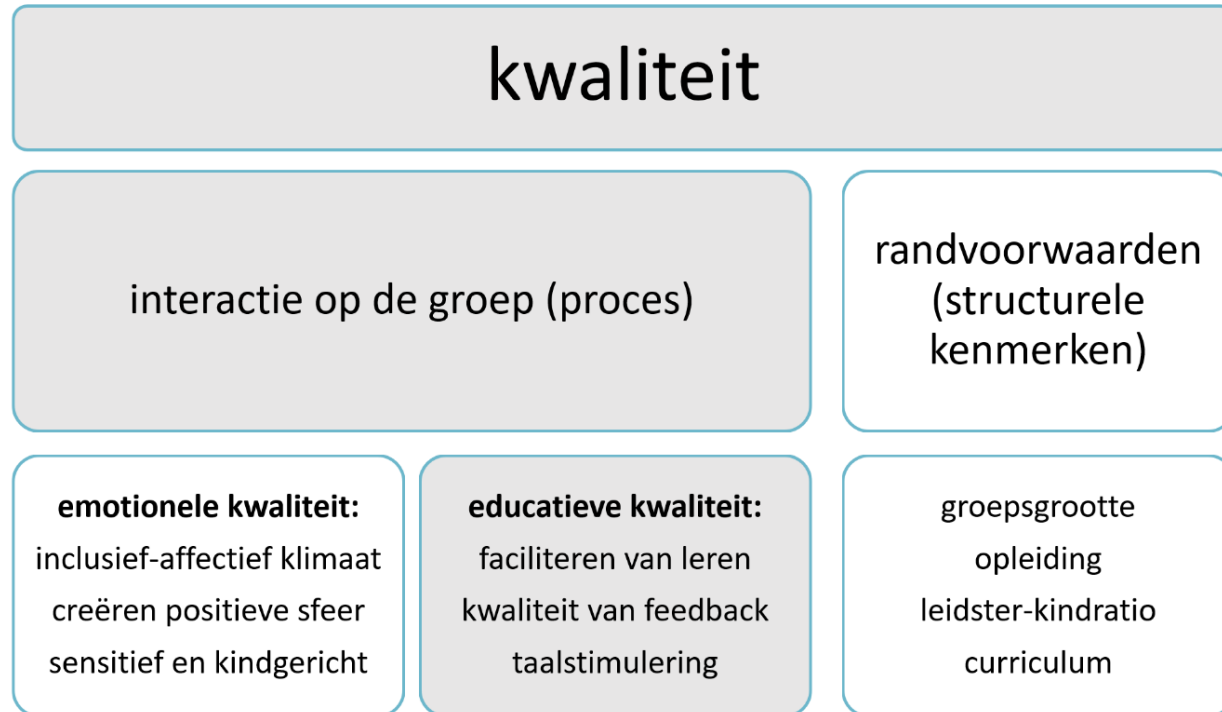 kwaliteit
interactie op de groep (proces)
randvoorwaarden
(structurele
kenmerken)
emotionele kwaliteit:
inclusief-affectief klimaat
creëren positieve sfeer
sensitief en kindgericht
educatieve kwaliteit:
faciliteren van leren
kwaliteit van feedback
taalstimulering
groepsgrootte
opleiding
leidster-kindratio
curriculum